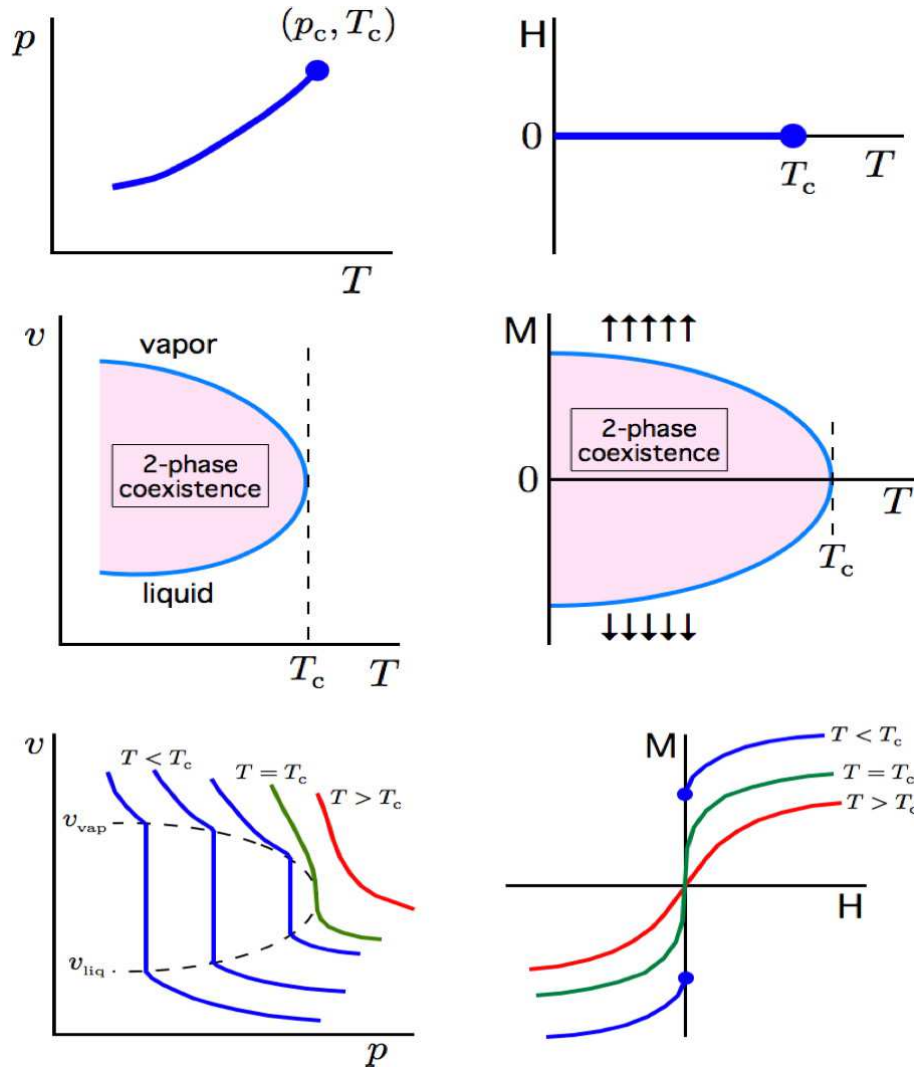 p
(p_c, T_c)
T
H
0
T_c
T
v
vapor
2-phase
coexistence
liquid
T_c
T
M
↑↑↑↑↑
2-phase
coexistence
0
T
T_c
↓↓↓↓↓
v
T < T_c
T = T_c
T > T_c
v_vap
v_liq
p
M
T < T_c
T = T_c
T > T_c
H